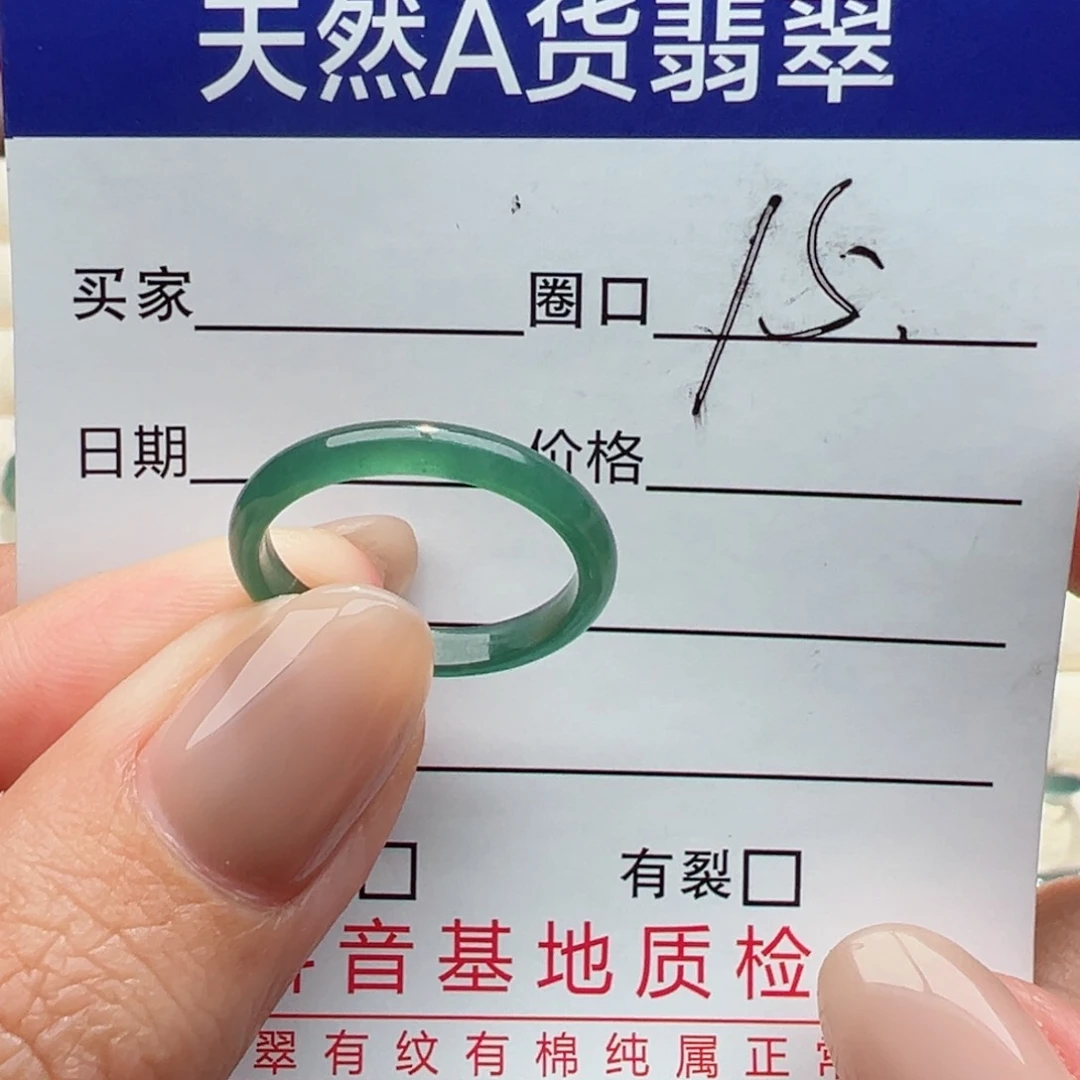 天然A货翡翠
买家 圈口 15.
日期 价格
有裂
音基地质检
翠有纹有棉纯属正常